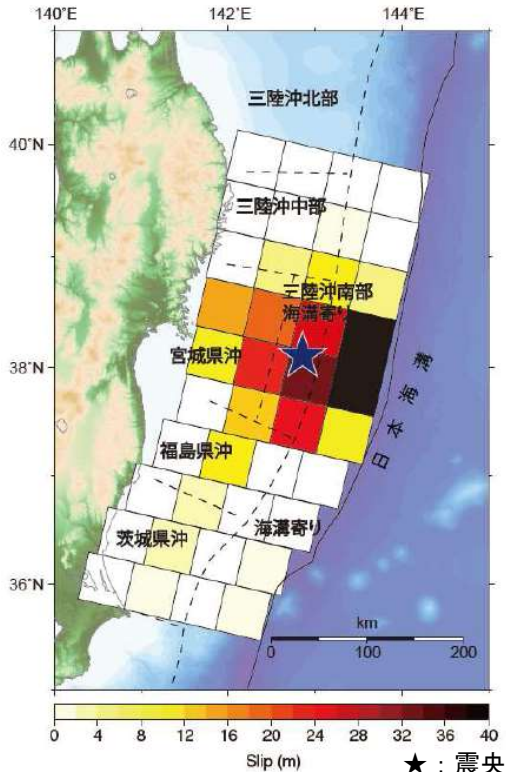 140˚E 142˚E 144˚E
三陸沖北部
40˚N
三陸沖中部
三陸沖南部
海溝寄り
宮城県沖
38˚N
日本海溝
福島県沖
海溝寄り
茨城県沖
36˚N
km
0 100 200
0 4 8 12 16 20 24 28 32 36 40
Slip (m)
★：震央